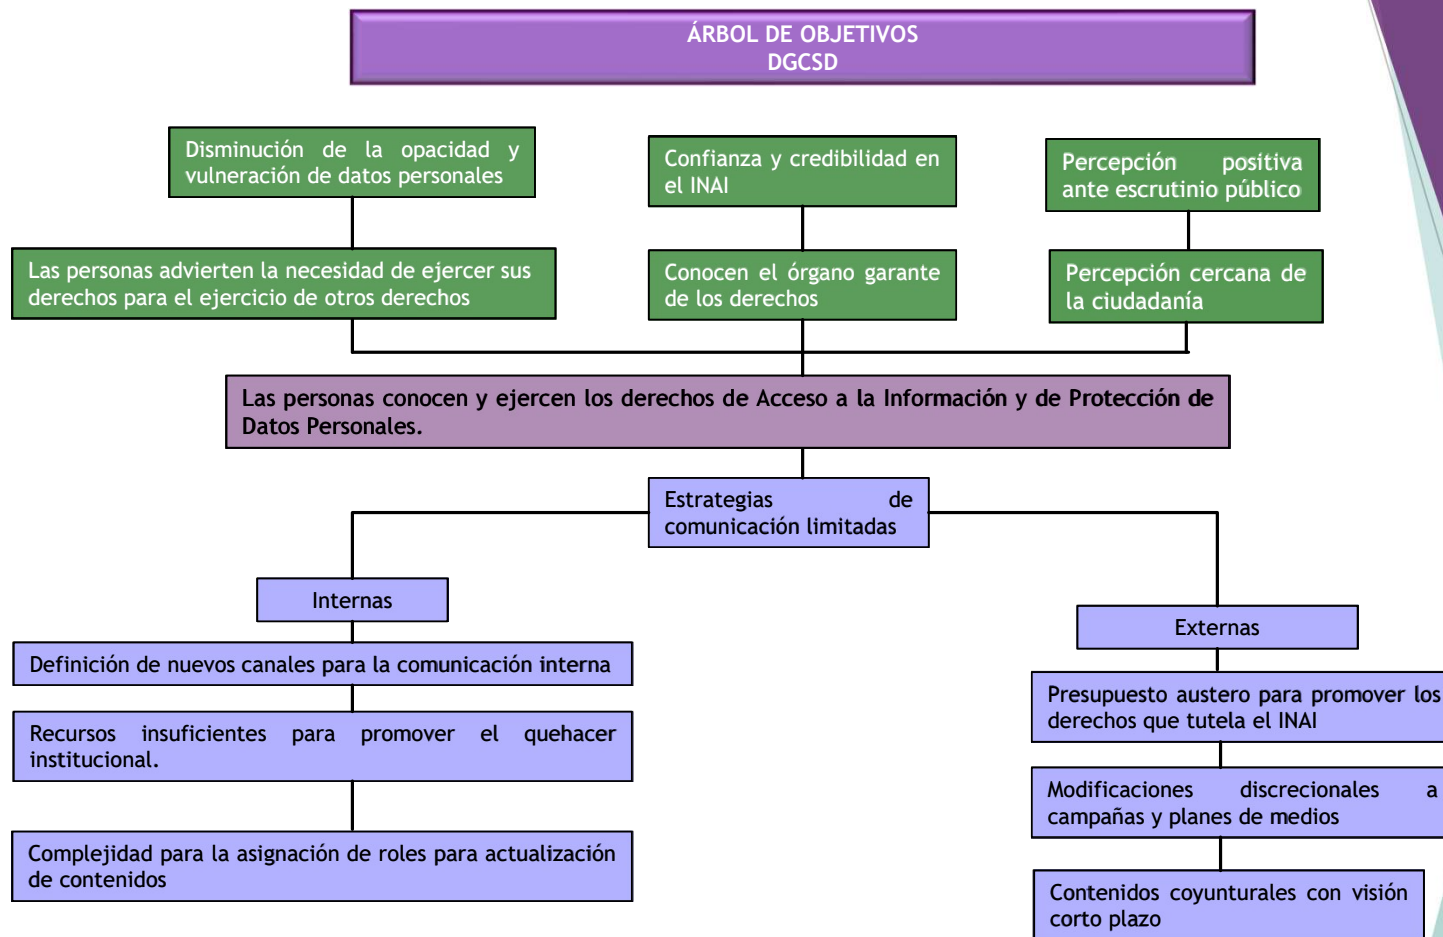 ÁRBOL DE OBJETIVOS
DGCSD
Disminución de la opacidad y
vulneración de datos personales
Confianza y credibilidad en
el INAI
Percepción positiva
ante escrutinio público
Las personas advierten la necesidad de ejercer sus
derechos para el ejercicio de otros derechos
Conocen el órgano garante
de los derechos
Percepción cercana de
la ciudadanía
Las personas conocen y ejercen los derechos de Acceso a la Información y de Protección de
Datos Personales.
Estrategias de
comunicación limitadas
Internas
Definición de nuevos canales para la comunicación interna
Recursos insuficientes para promover el quehacer
institucional.
Complejidad para la asignación de roles para actualización
de contenidos
Externas
Presupuesto austero para promover los
derechos que tutela el INAI
Modificaciones discrecionales a
campañas y planes de medios
Contenidos coyunturales con visión
corto plazo